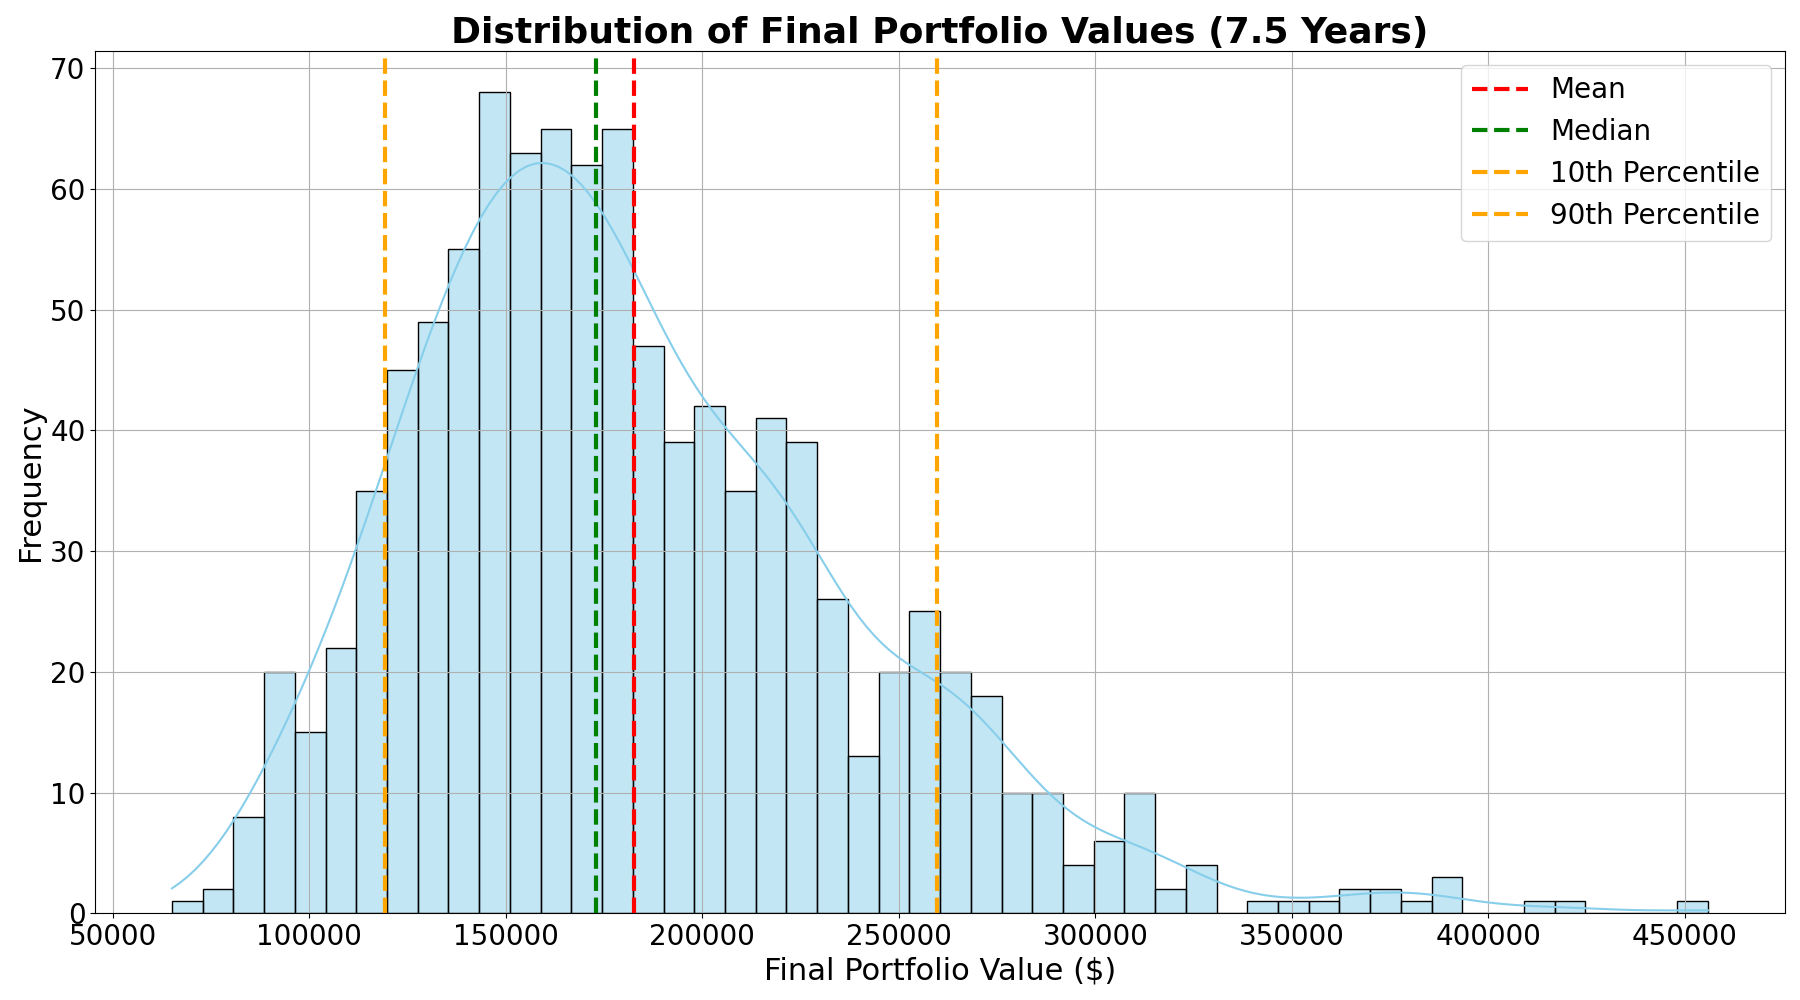 Distribution of Final Portfolio Values (7.5 Years)
70
60
50
40
30
20
10
0
Frequency
50000 100000 150000 200000 250000 300000 350000 400000 450000
Final Portfolio Value ($)
Mean
Median
10th Percentile
90th Percentile